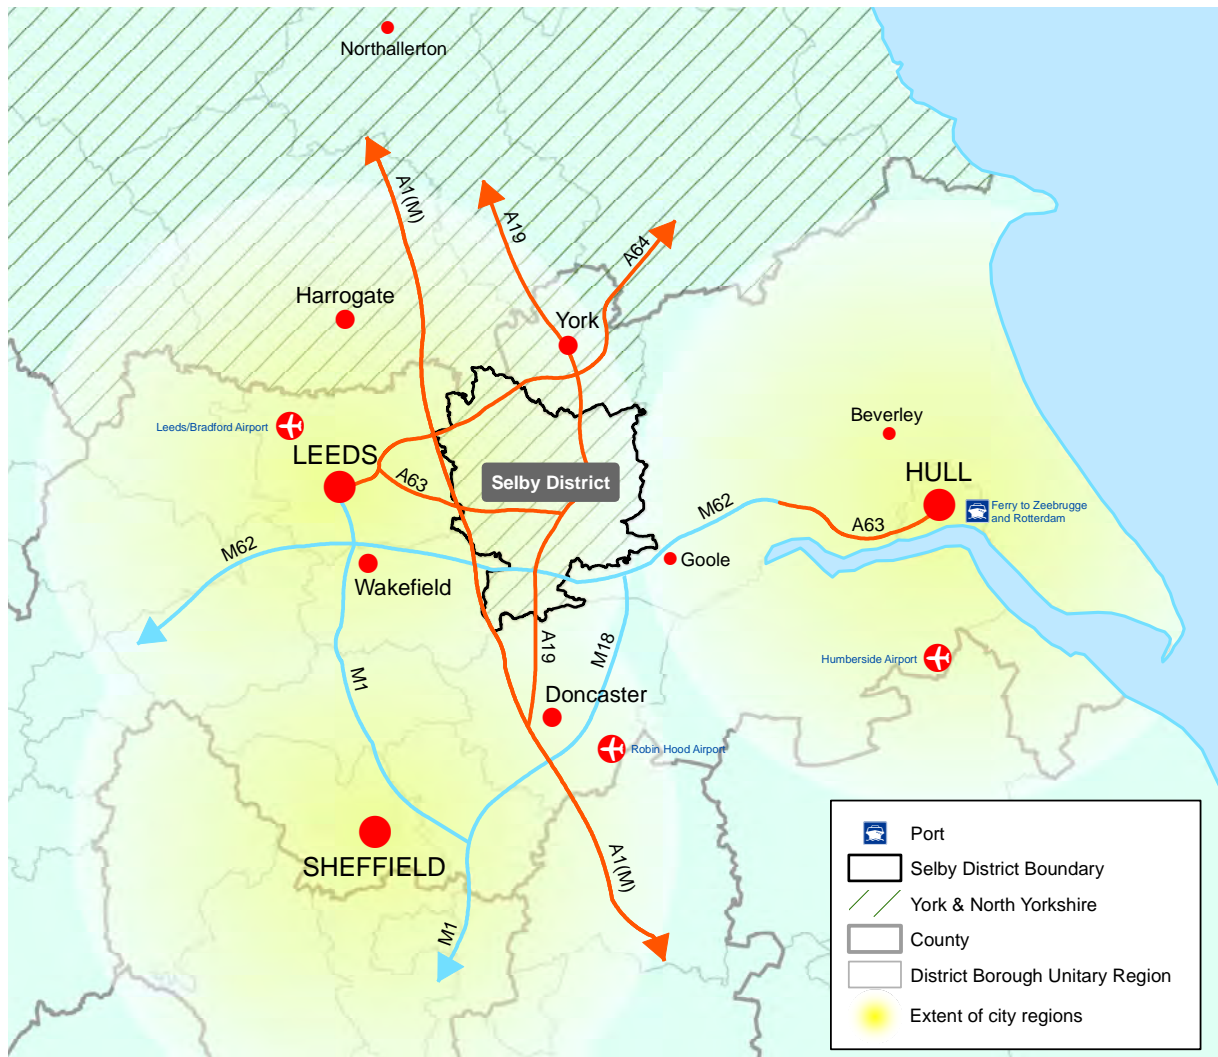 Northallerton
A1(M)
A19
A64
Harrogate
York
Leeds/Bradford Airport
LEEDS
A63
Selby District
Beverley
HULL
Ferry to Zeebrugge
and Rotterdam
M62
A63
M62
Wakefield
Goole
A19
M18
M1
Humberside Airport
Doncaster
Robin Hood Airport
SHEFFIELD
A1(M)
M1
Port
Selby District Boundary
York & North Yorkshire
County
District Borough Unitary Region
Extent of city regions